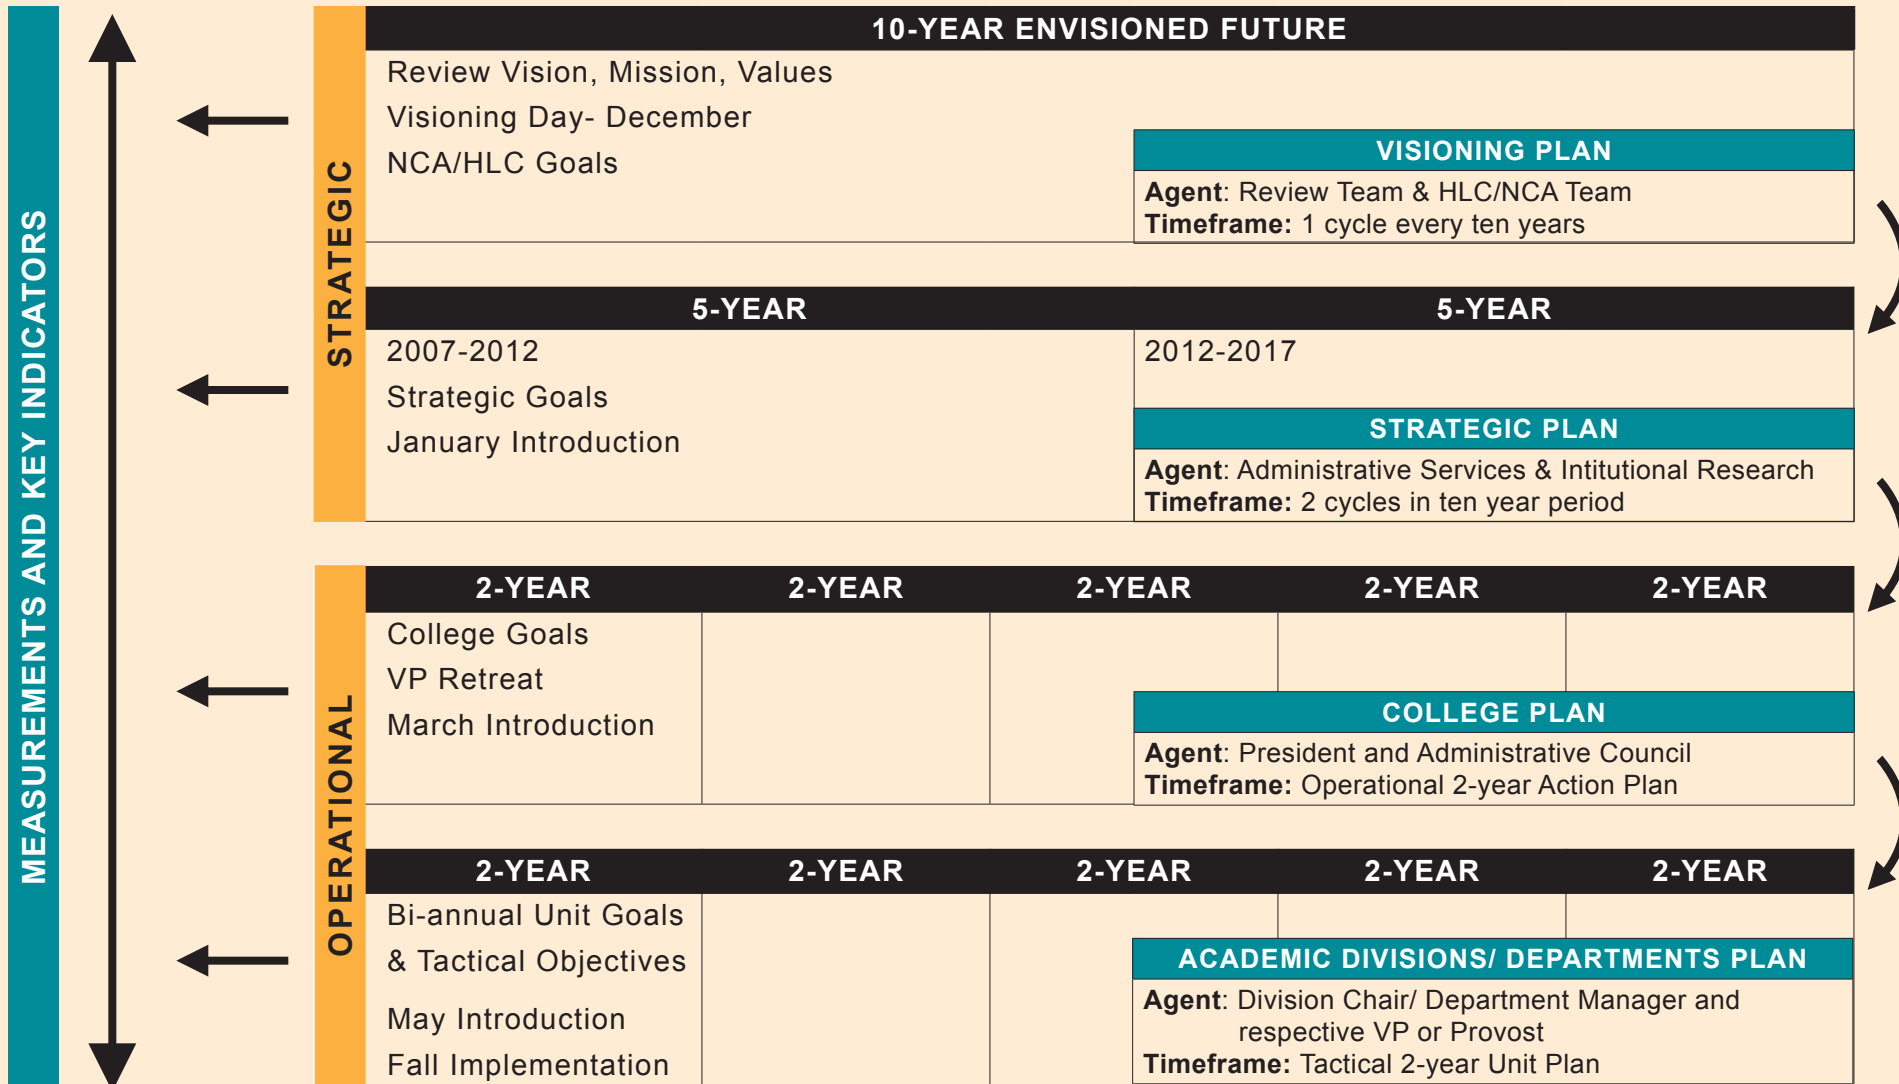 MEASUREMENTS AND KEY INDICATORS
STRATEGIC
10-YEAR ENVISIONED FUTURE
Review Vision, Mission, Values
Visioning Day- December
NCA/HLC Goals
VISIONING PLAN
Agent: Review Team & HLC/NCA Team
Timeframe: 1 cycle every ten years
5-YEAR 5-YEAR
2007-2012
Strategic Goals
January Introduction
2012-2017
STRATEGIC PLAN
Agent: Administrative Services & Intitutional Research
Timeframe: 2 cycles in ten year period
OPERATIONAL
2-YEAR 2-YEAR 2-YEAR 2-YEAR 2-YEAR
College Goals
VP Retreat
March Introduction
COLLEGE PLAN
Agent: President and Administrative Council
Timeframe: Operational 2-year Action Plan
2-YEAR 2-YEAR 2-YEAR 2-YEAR 2-YEAR
Bi-annual Unit Goals
& Tactical Objectives
May Introduction
Fall Implementation
ACADEMIC DIVISIONS/ DEPARTMENTS PLAN
Agent: Division Chair/ Department Manager and
respective VP or Provost
Timeframe: Tactical 2-year Unit Plan